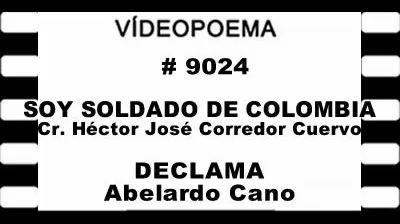 VÍDEOPOEMA
# 9024
SOY SOLDADO DE COLOMBIA
Cr. Héctor José Corredor Cuervo
DECLAMA
Abelardo Cano